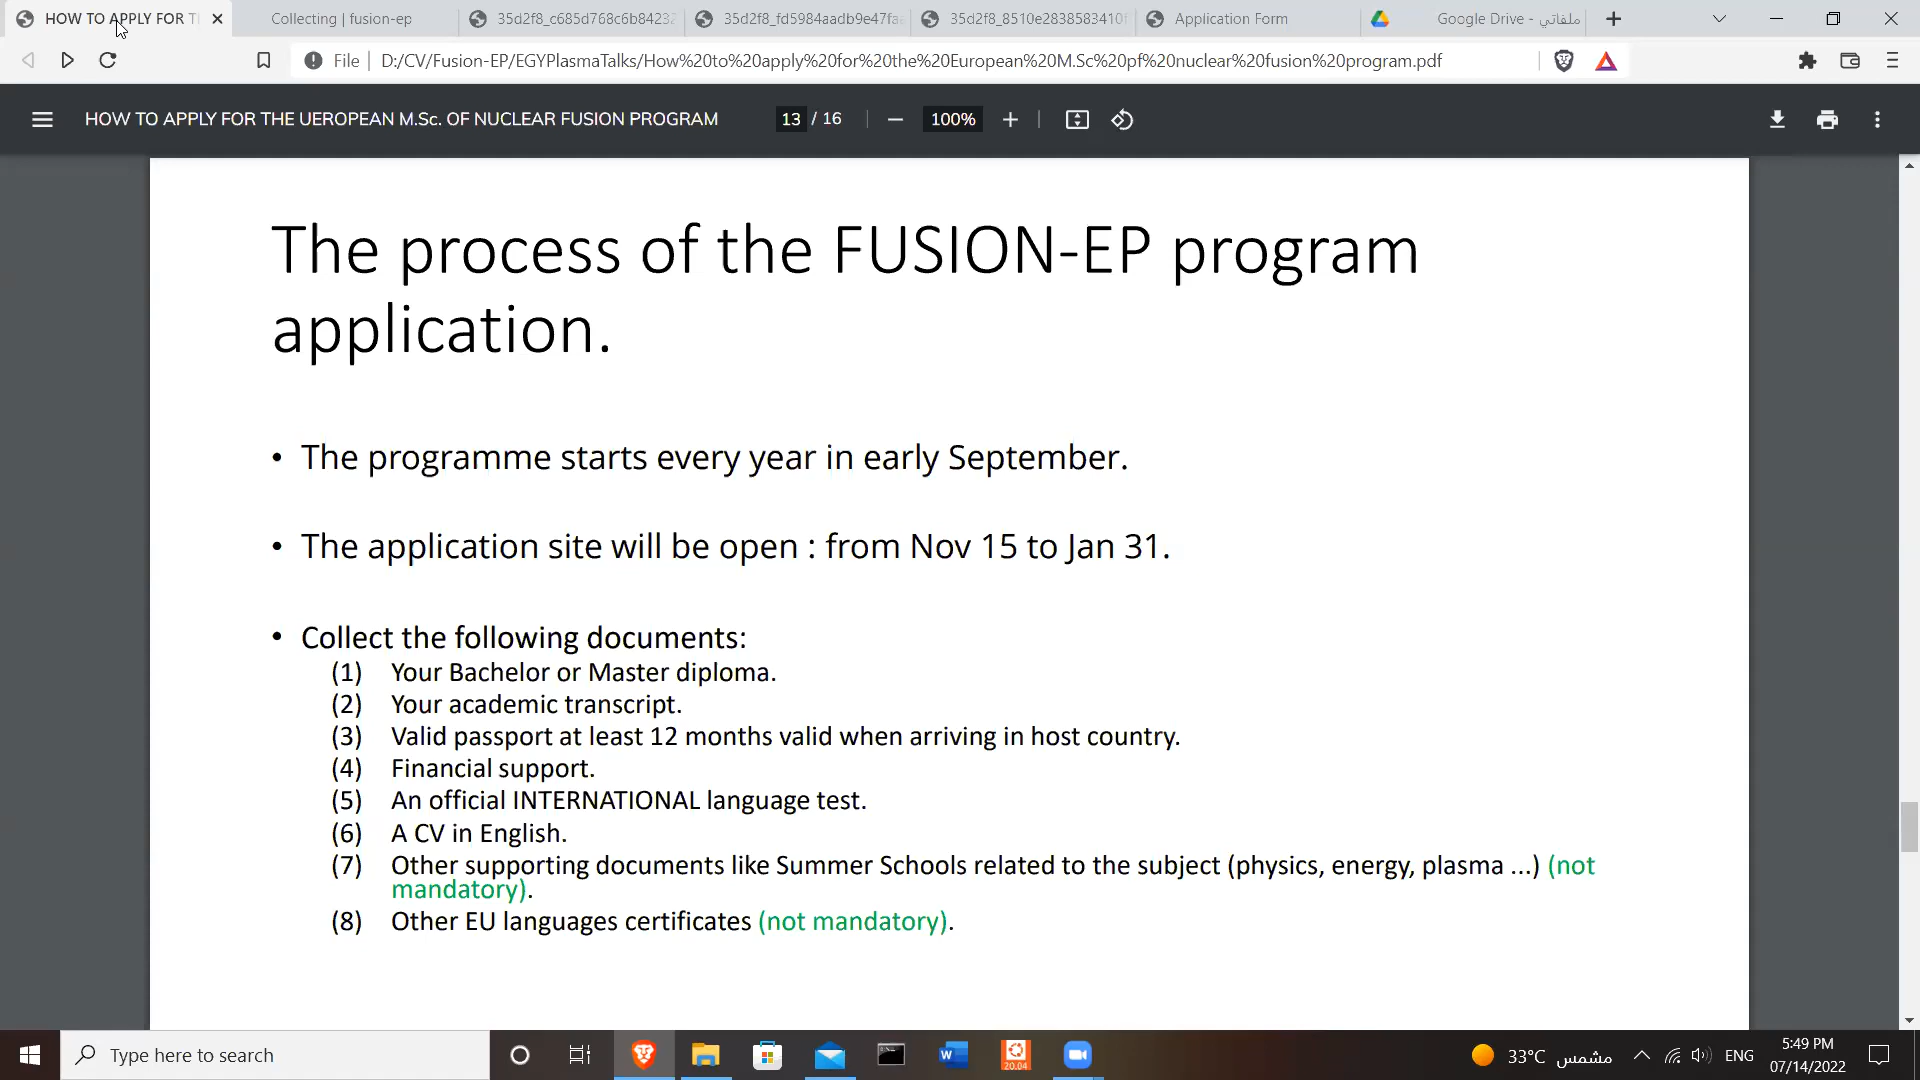 HOW TO APPLY FOR T
Collecting | fusion-ep
35d2f8_c685d768c6b8423
35d2f8_fd5984aadb9e47fa
35d2f8_8510e2838583410f
Application Form
Google Drive - ملفاتي
File | D:/CV/Fusion-EP/EGYPlasmaTalks/How%20to%20apply%20for%20the%20European%20M.Sc%20pf%20nuclear%20fusion%20program.pdf
HOW TO APPLY FOR THE UEROPEAN M.Sc. OF NUCLEAR FUSION PROGRAM
13 / 16
100%
The process of the FUSION-EP program
application.
• The programme starts every year in early September.
• The application site will be open : from Nov 15 to Jan 31.
• Collect the following documents:
(1) Your Bachelor or Master diploma.
(2) Your academic transcript.
(3) Valid passport at least 12 months valid when arriving in host country.
(4) Financial support.
(5) An official INTERNATIONAL language test.
(6) A CV in English.
(7) Other supporting documents like Summer Schools related to the subject (physics, energy, plasma ...) (not
mandatory).
(8) Other EU languages certificates (not mandatory).
Type here to search
20.04
33°C مشمس
ENG
5:49 PM
07/14/2022